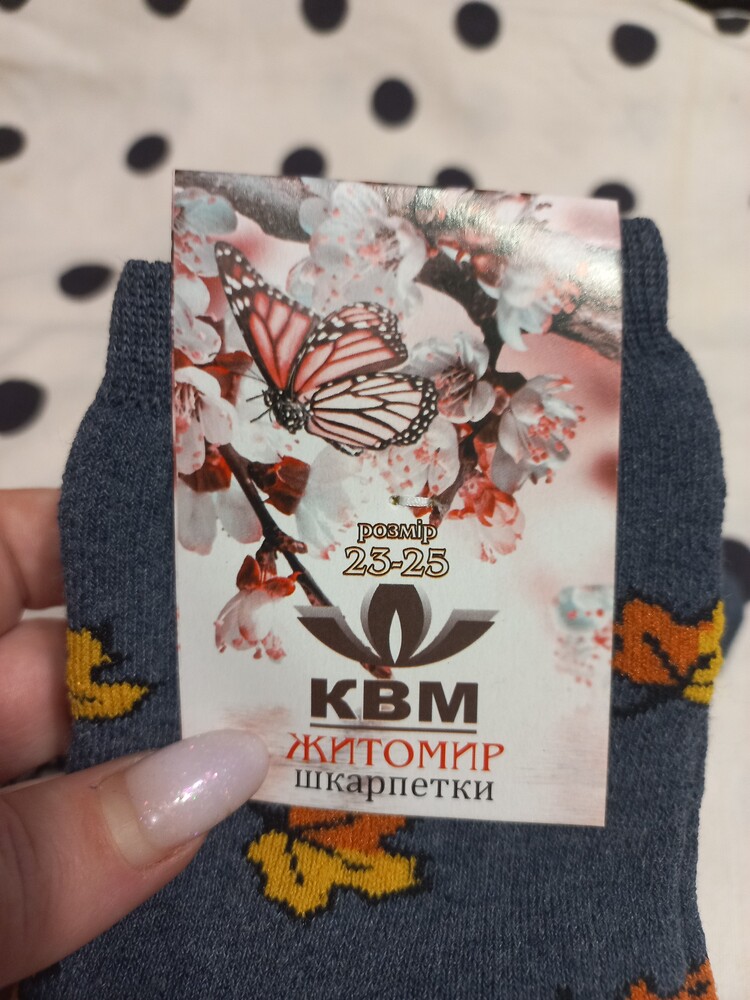 розмір
23-25
КВМ
ЖИТОМИР
шкарпетки